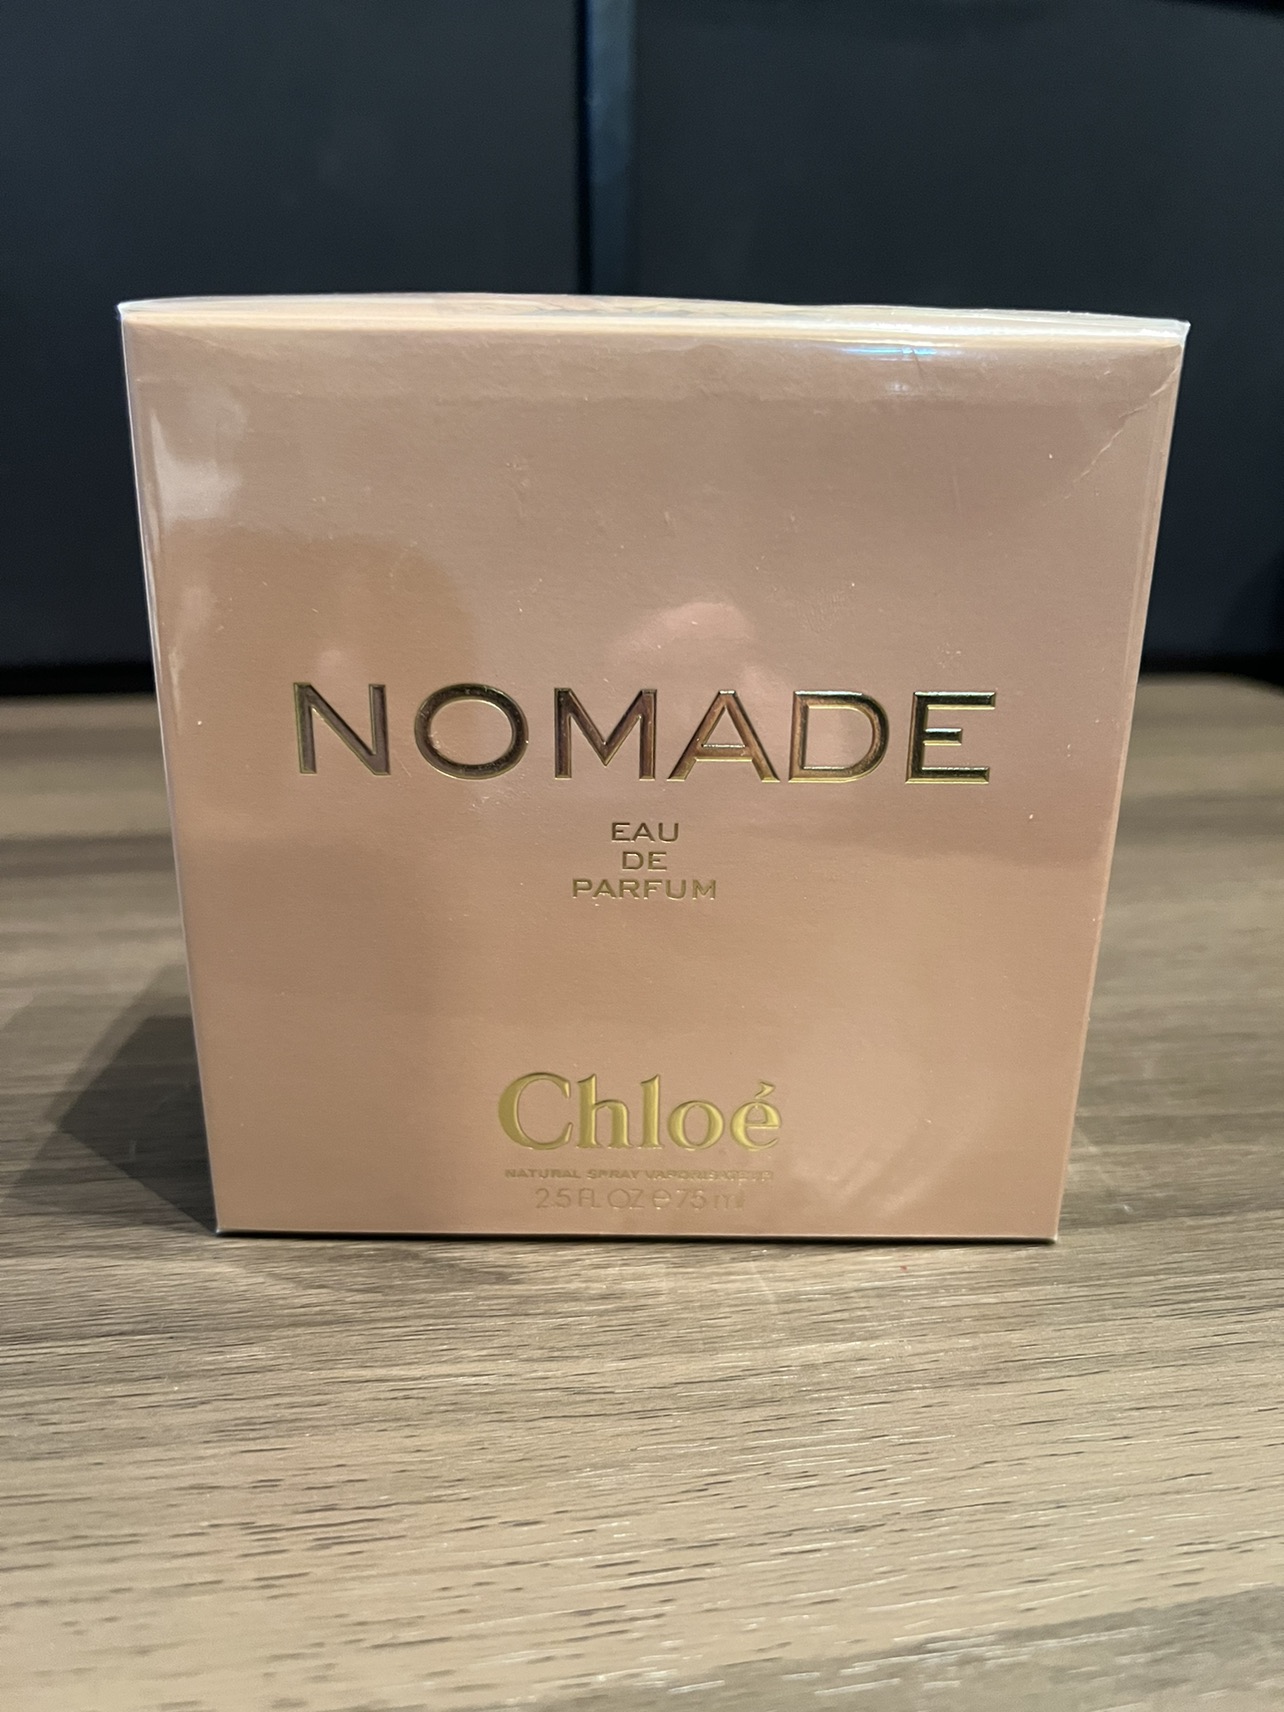 NOMADE
EAU
DE
PARFUM
Chloé
NATURAL SPRAY VAPORISATEUR
2.5 FL OZ ℮ 75 ml